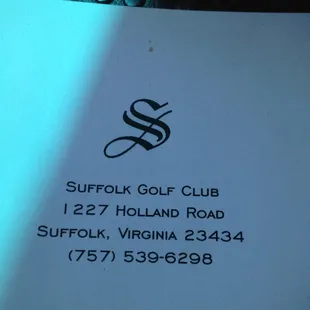 S
SUFFOLK GOLF CLUB
1227 HOLLAND ROAD
SUFFOLK, VIRGINIA 23434
(757) 539-6298